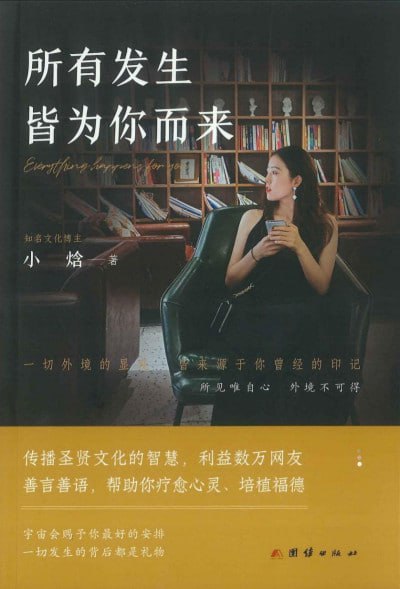 所有发生
皆为你而来
Everything happens for you
知名文化博主
小焓——著
一切外境的显 皆来源于你曾经的印记
所见唯自心 外境不可得
传播圣贤文化的智慧，利益数万网友
善言善语，帮助你疗愈心灵、培植福德
宇宙会赐予你最好的安排
一切发生的背后都是礼物
团结出版社